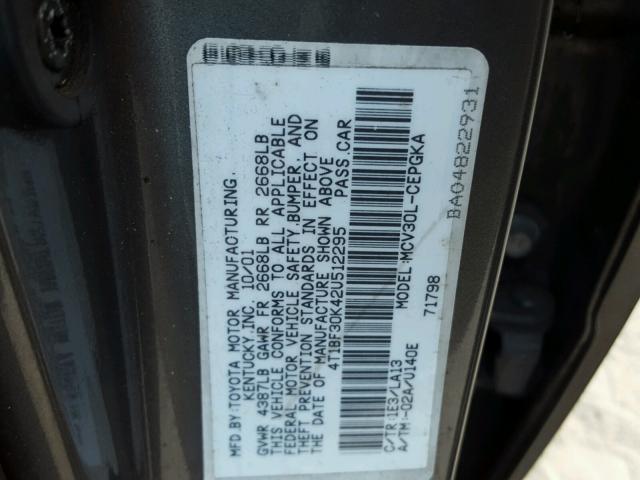 MFD.BY:TOYOTA MOTOR MANUFACTURING.
KENTUCKY,INC. 10/01
GVWR 4387LB GAWR FR 2668LB RR 2668LB
THIS VEHICLE CONFORMS TO ALL APPLICABLE
FEDERAL MOTOR VEHICLE SAFETY,BUMPER, AND
THEFT PREVENTION STANDARDS IN EFFECT ON
THE DATE OF MANUFACTURE SHOWN ABOVE
4T1BF30K42U512295 PASS.CAR
MODEL:MCV30L-CEPGKA
71798
C/TR:1E3/LA13
A/TM:-02A/U140E
BA04822931